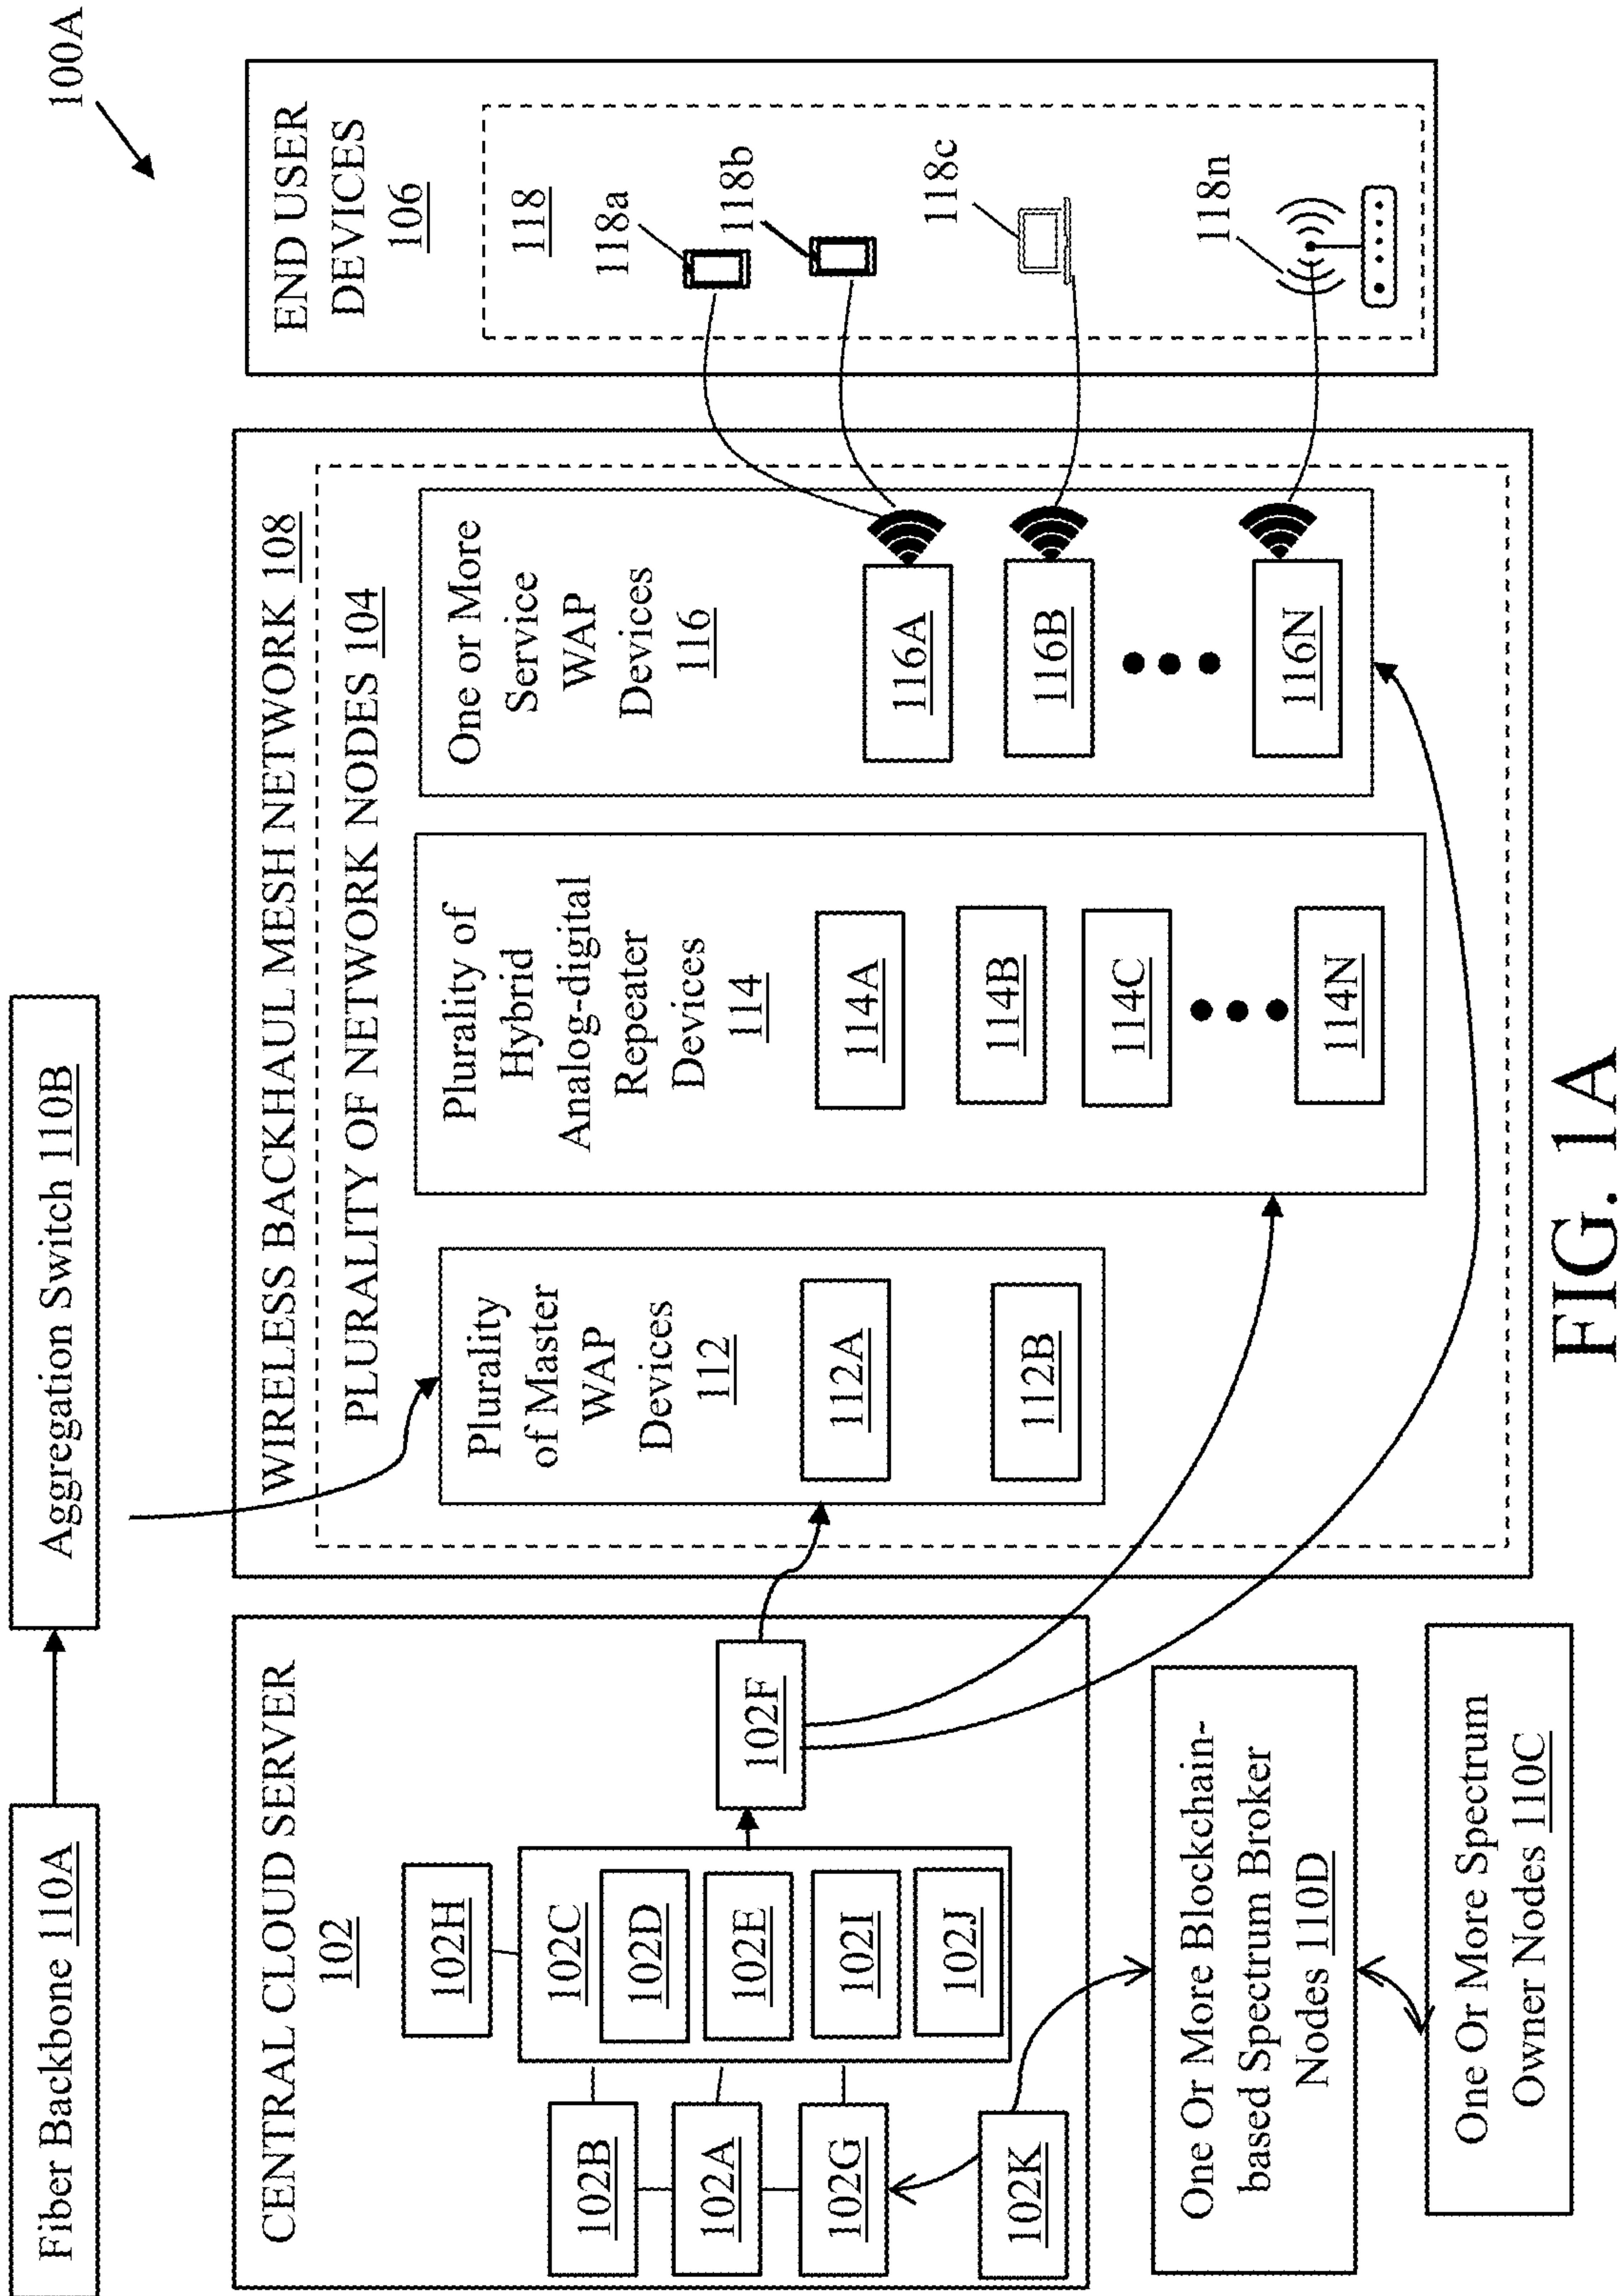 100A
Fiber Backbone 110A
Aggregation Switch 110B
CENTRAL CLOUD SERVER
102
102H
102B
102A
102G
102K
102C
102D
102E
102I
102J
102F
One Or More Blockchain-
based Spectrum Broker
Nodes 110D
One Or More Spectrum
Owner Nodes 110C
WIRELESS BACKHAUL MESH NETWORK 108
PLURALITY OF NETWORK NODES 104
Plurality
of Master
WAP
Devices
112
112A
112B
Plurality of
Hybrid
Analog-digital
Repeater
Devices
114
114A
114B
114C
114N
One or More
Service
WAP
Devices
116
116A
116B
116N
END USER
DEVICES
106
118
118a
118b
118c
118n
FIG. 1A